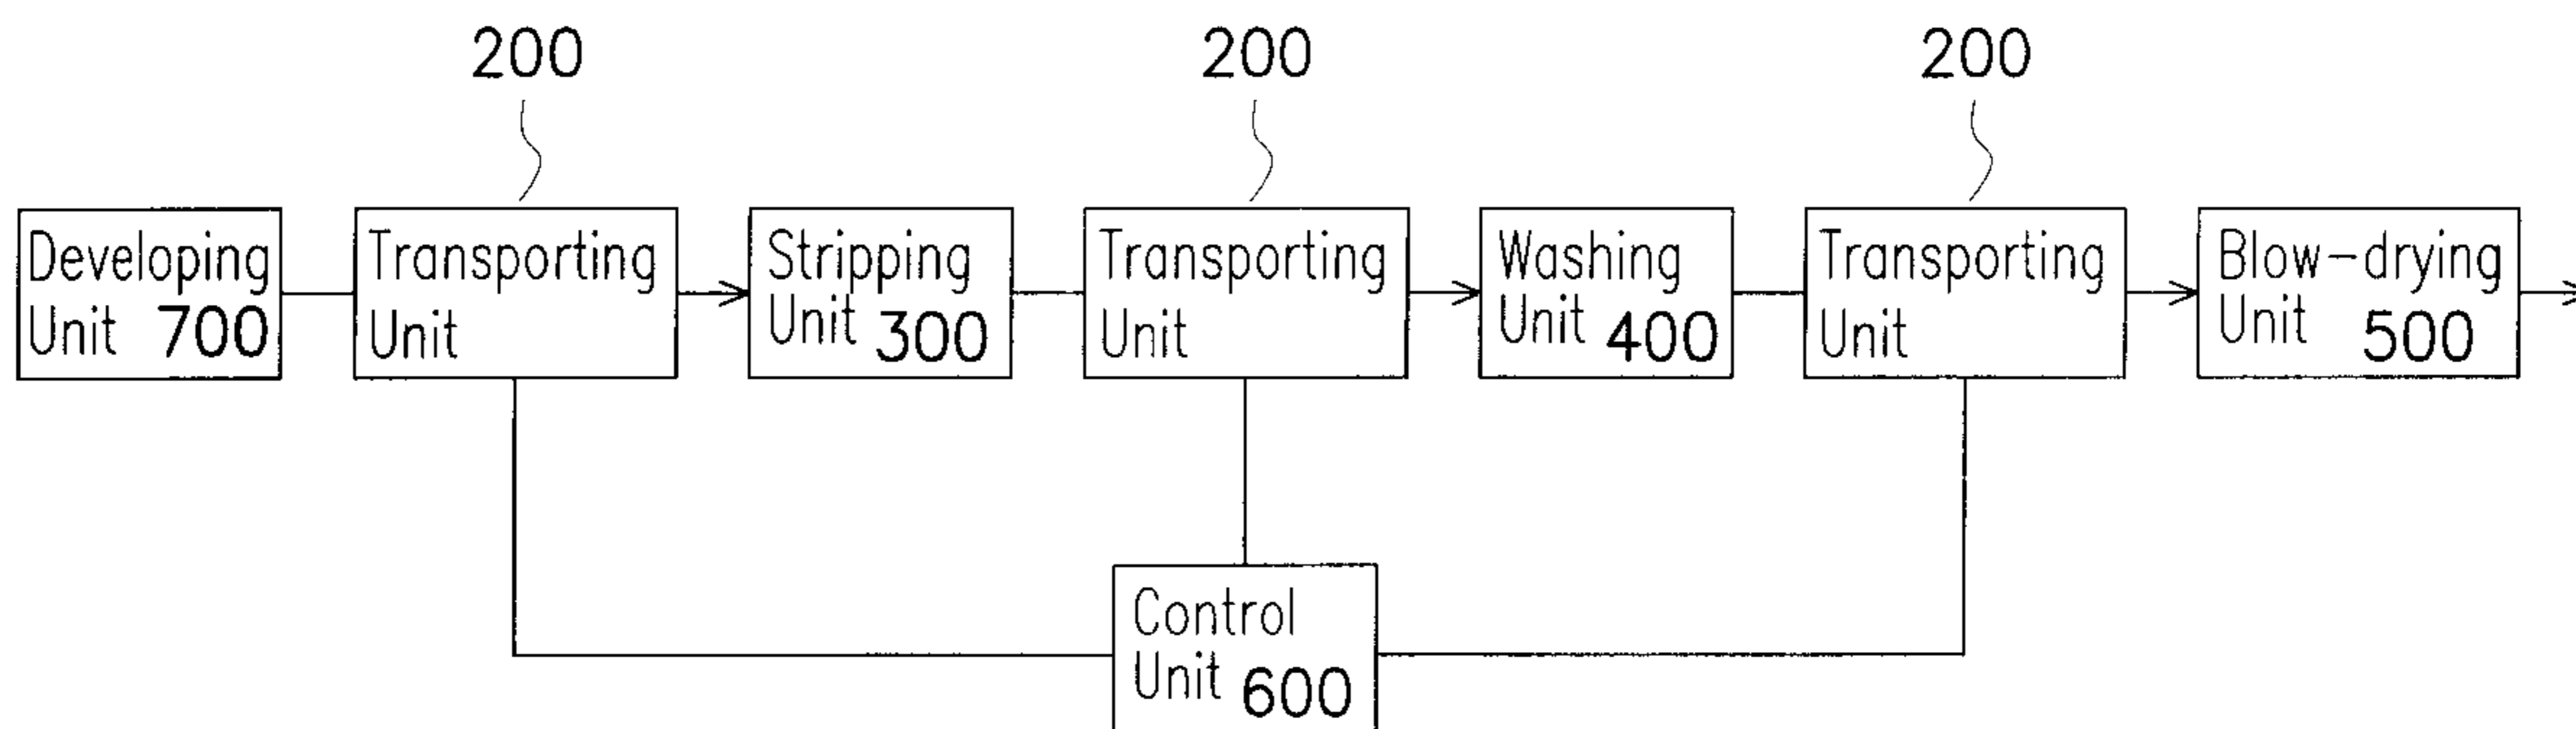 200
200
200
Developing
Unit 700
Transporting
Unit
Stripping
Unit 300
Transporting
Unit
Washing
Unit 400
Transporting
Unit
Blow-drying
Unit 500
Control
Unit 600